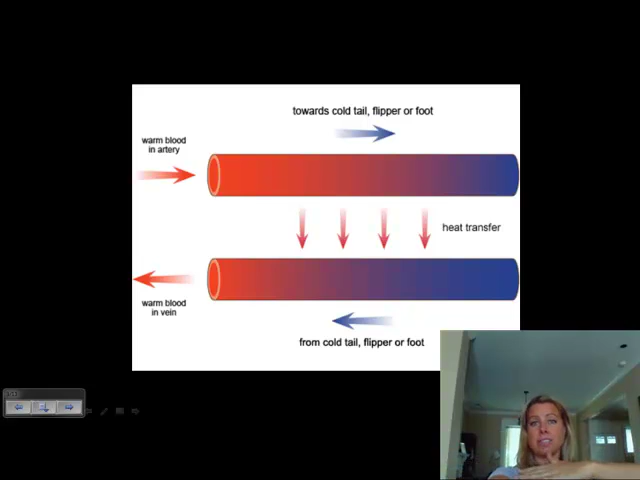 towards cold tail, flipper or foot
warm blood
in artery
heat transfer
warm blood
in vein
from cold tail, flipper or foot